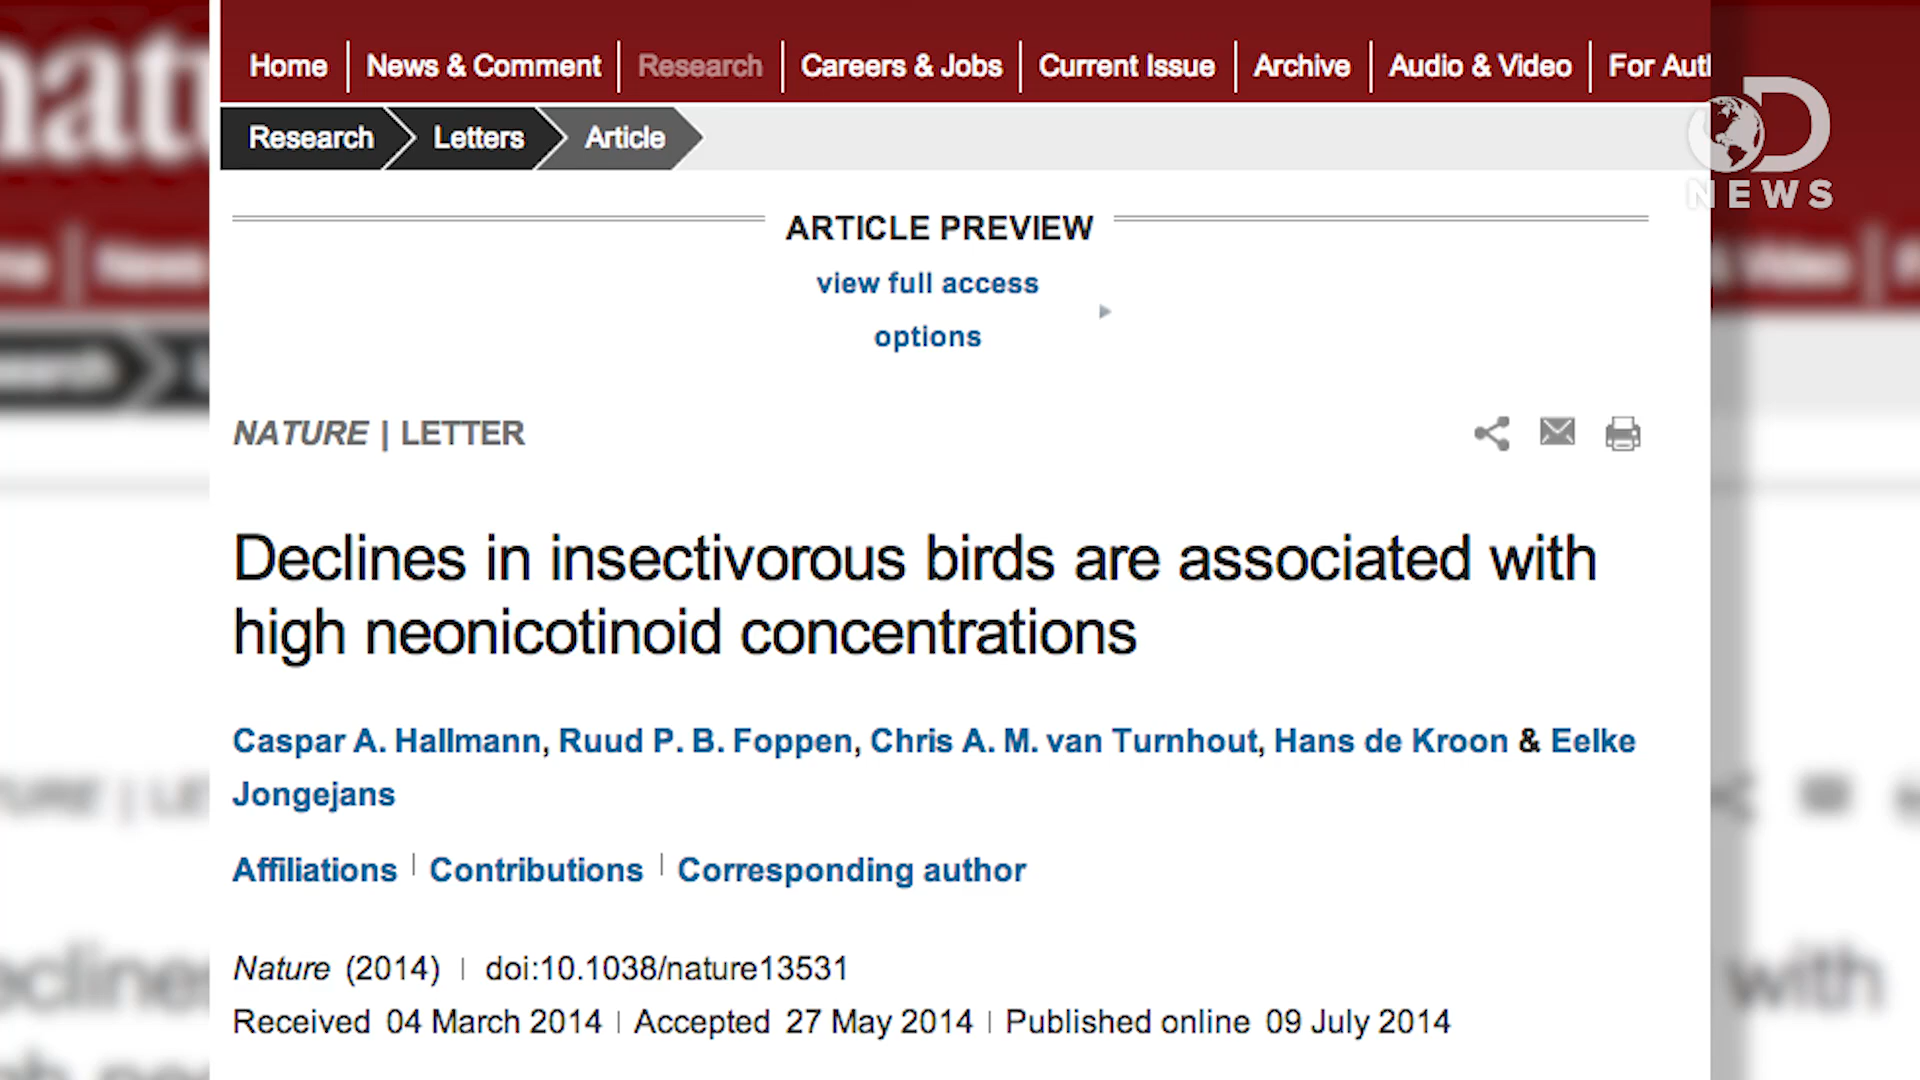 Home | News & Comment | Research | Careers & Jobs | Current Issue | Archive | Audio & Video | For
Research Letters Article
D
NEWS
ARTICLE PREVIEW
view full access
options
NATURE | LETTER
Declines in insectivorous birds are associated with
high neonicotinoid concentrations
Caspar A. Hallmann, Ruud P. B. Foppen, Chris A. M. van Turnhout, Hans de Kroon & Eelke
Jongejans
Affiliations | Contributions | Corresponding author
Nature (2014) | doi:10.1038/nature13531
Received 04 March 2014 | Accepted 27 May 2014 | Published online 09 July 2014